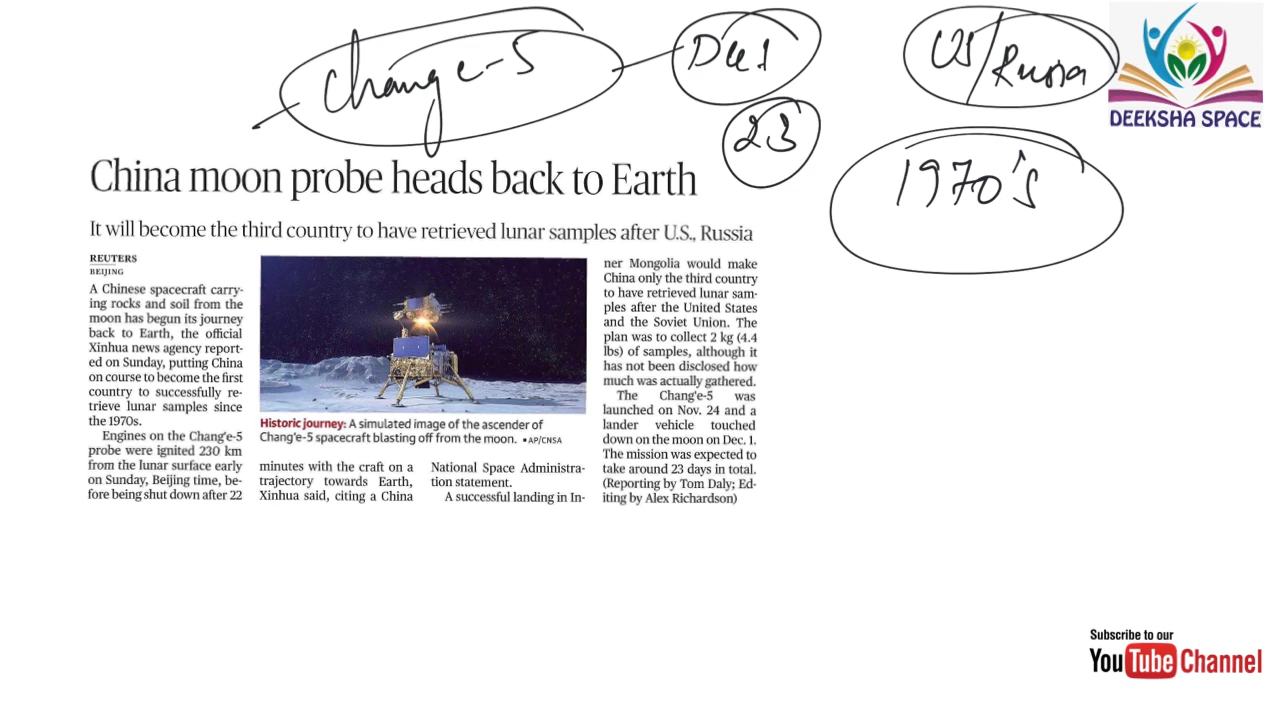 Chang e-5
Dec 1
US/Russia
DEEKSHA SPACE
23
1970's
China moon probe heads back to Earth
It will become the third country to have retrieved lunar samples after U.S., Russia
REUTERS
BEIJING
A Chinese spacecraft carry-
ing rocks and soil from the
moon has begun its journey
back to Earth, the official
Xinhua news agency report-
ed on Sunday, putting China
on course to become the first
country to successfully re-
trieve lunar samples since
the 1970s.
Engines on the Chang'e-5
probe were ignited 230 km
from the lunar surface early
on Sunday, Beijing time, be-
fore being shut down after 22
Historic journey: A simulated image of the ascender of
Chang'e-5 spacecraft blasting off from the moon. ▪ AP/CNSA
minutes with the craft on a
trajectory towards Earth,
Xinhua said, citing a China
National Space Administra-
tion statement.
A successful landing in In-
ner Mongolia would make
China only the third country
to have retrieved lunar sam-
ples after the United States
and the Soviet Union. The
plan was to collect 2 kg (4.4
lbs) of samples, although it
has not been disclosed how
much was actually gathered.
The Chang'e-5 was
launched on Nov. 24 and a
lander vehicle touched
down on the moon on Dec. 1.
The mission was expected to
take around 23 days in total.
(Reporting by Tom Daly; Ed-
iting by Alex Richardson)
Subscribe to our
YouTube Channel